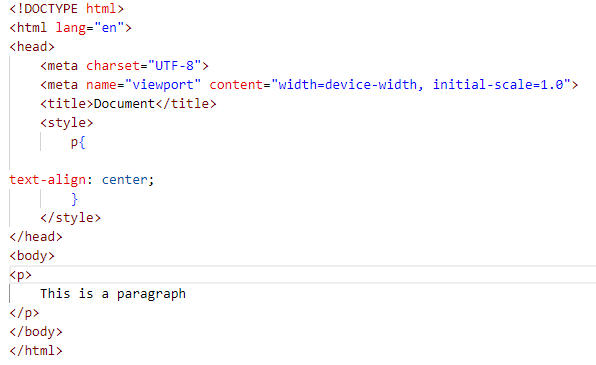 <!DOCTYPE html>
<html lang="en">
<head>
    <meta charset="UTF-8">
    <meta name="viewport" content="width=device-width, initial-scale=1.0">
    <title>Document</title>
    <style>
        p{

text-align: center;
        }
    </style>
</head>
<body>
<p>
    This is a paragraph
</p>
</body>
</html>